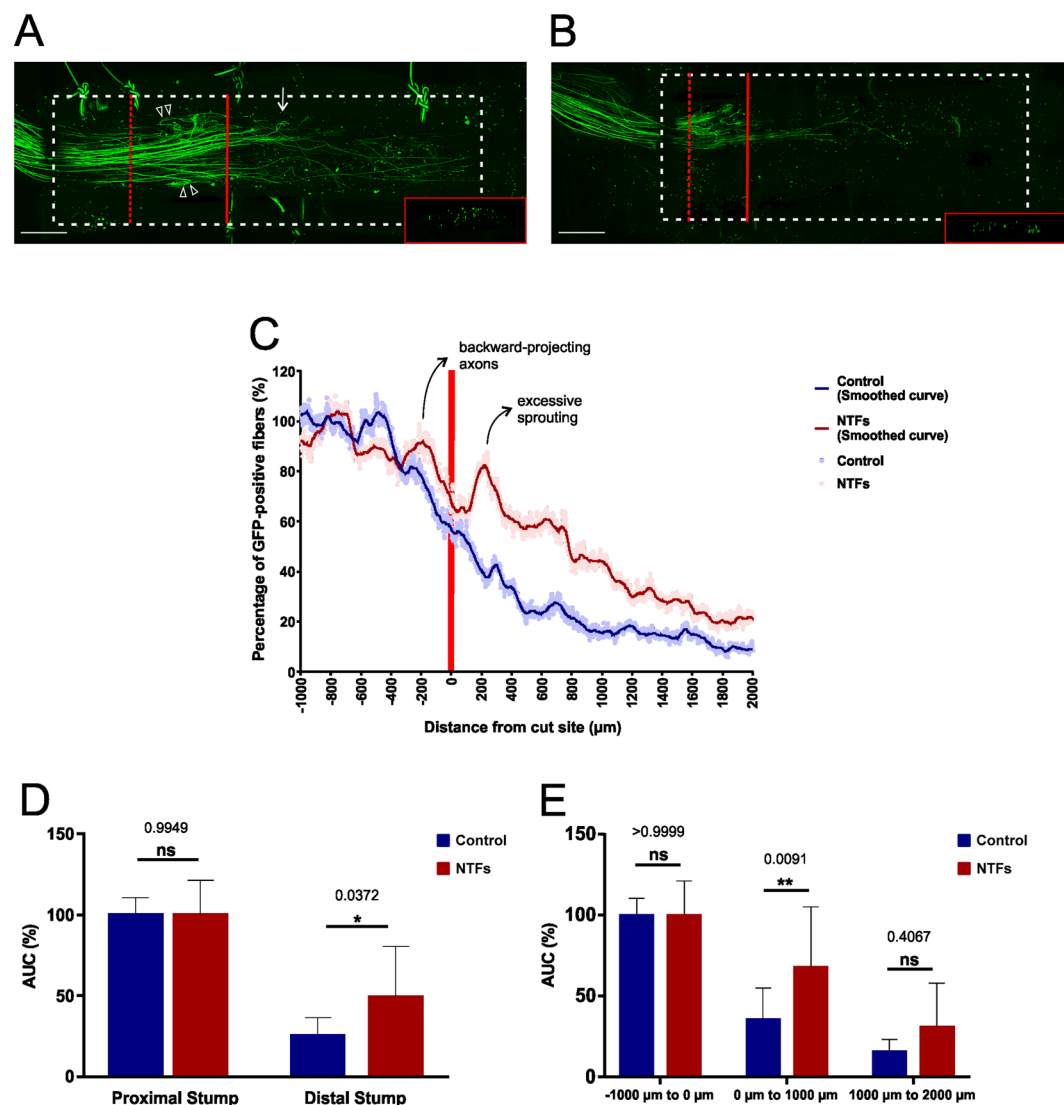 A
B
C
backward-projecting
axons
excessive
sprouting
Percentage of GFP-positive fibers (%)
120
100
80
60
40
20
0
-1000
-800
-600
-400
-200
0
200
400
600
800
1000
1200
1400
1600
1800
2000
Distance from cut site (µm)
Control
(Smoothed curve)
NTFs
(Smoothed curve)
Control
NTFs
D
AUC (%)
150
100
50
0
0.9949
ns
0.0372
*
Control
NTFs
Proximal Stump
Distal Stump
E
AUC (%)
150
100
50
0
>0.9999
ns
0.0091
**
0.4067
ns
Control
NTFs
-1000 µm to 0 µm
0 µm to 1000 µm
1000 µm to 2000 µm